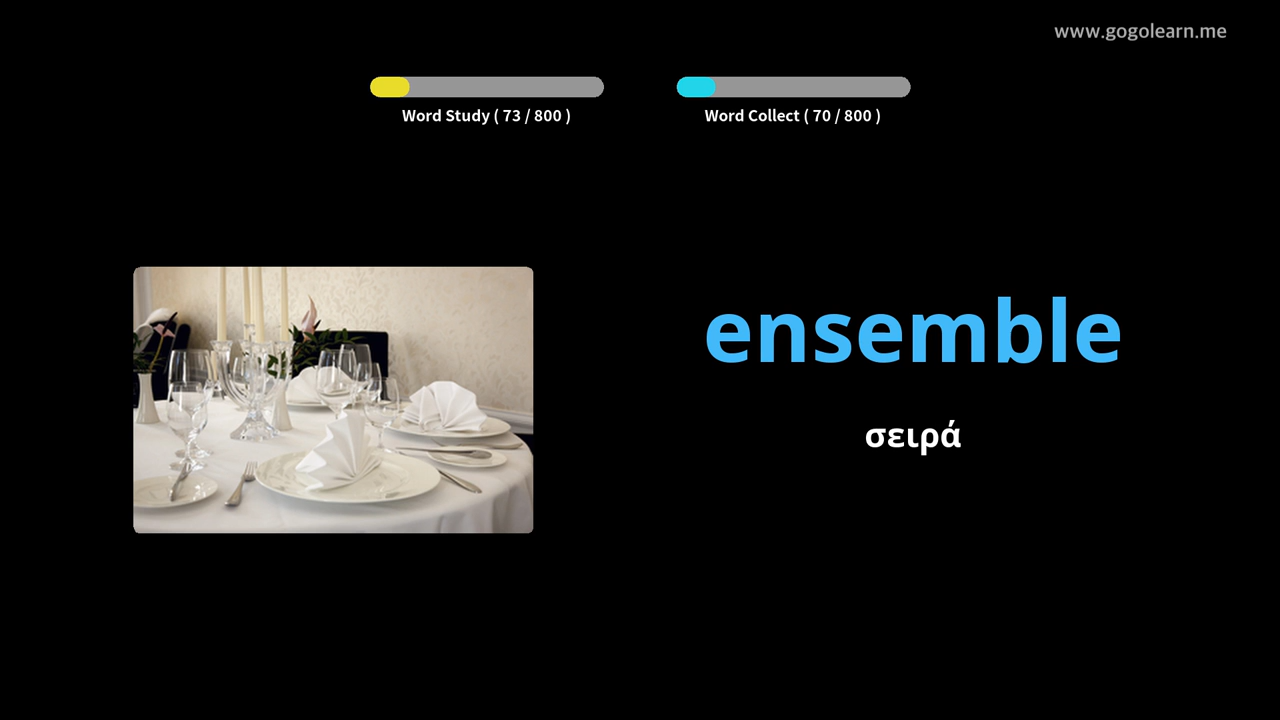 www.gogolearn.me
Word Study ( 73 / 800 )
Word Collect ( 70 / 800 )
ensemble
σειρά